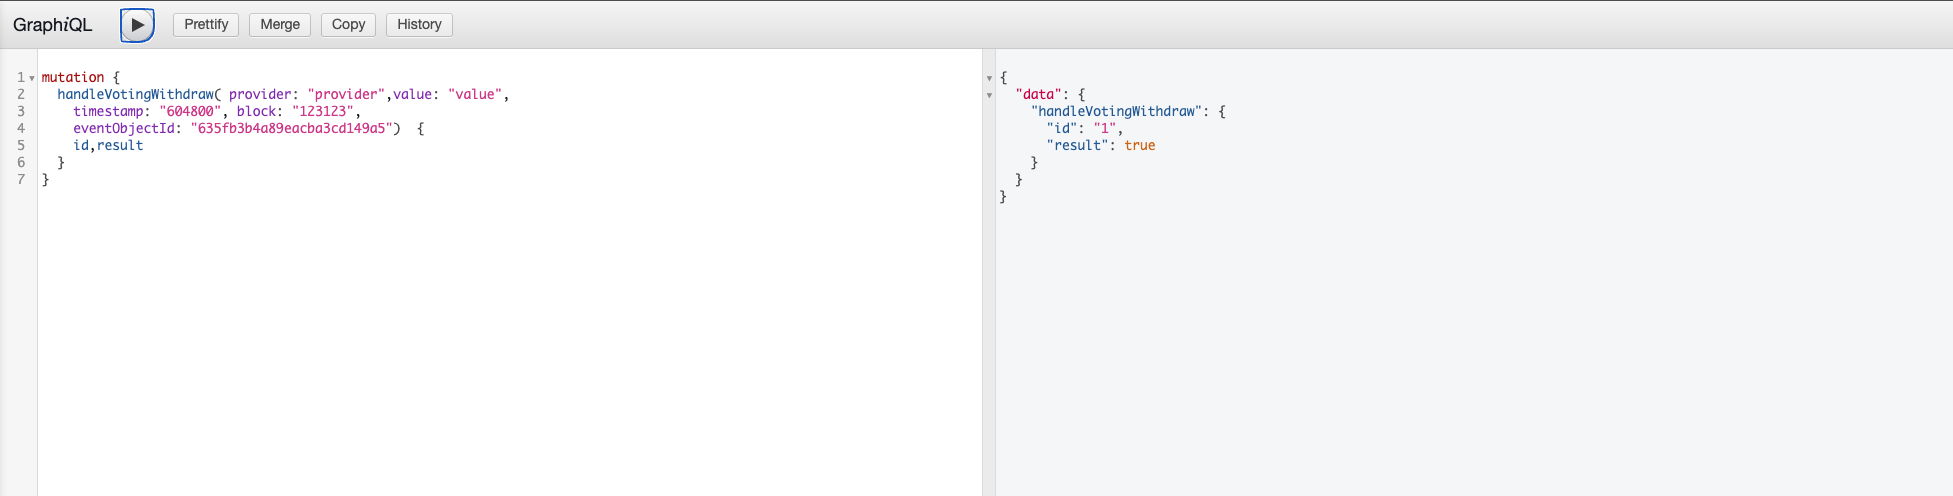 GraphiQL Prettify Merge Copy History
1 mutation {
2 handleVotingWithdraw( provider: "provider",value: "value",
3 timestamp: "604800", block: "123123",
4 eventObjectId: "635fb3b4a89eacba3cd149a5")  {
5 id,result
6 }
7 }
{
"data": {
"handleVotingWithdraw": {
"id": "1",
"result": true
}
}
}